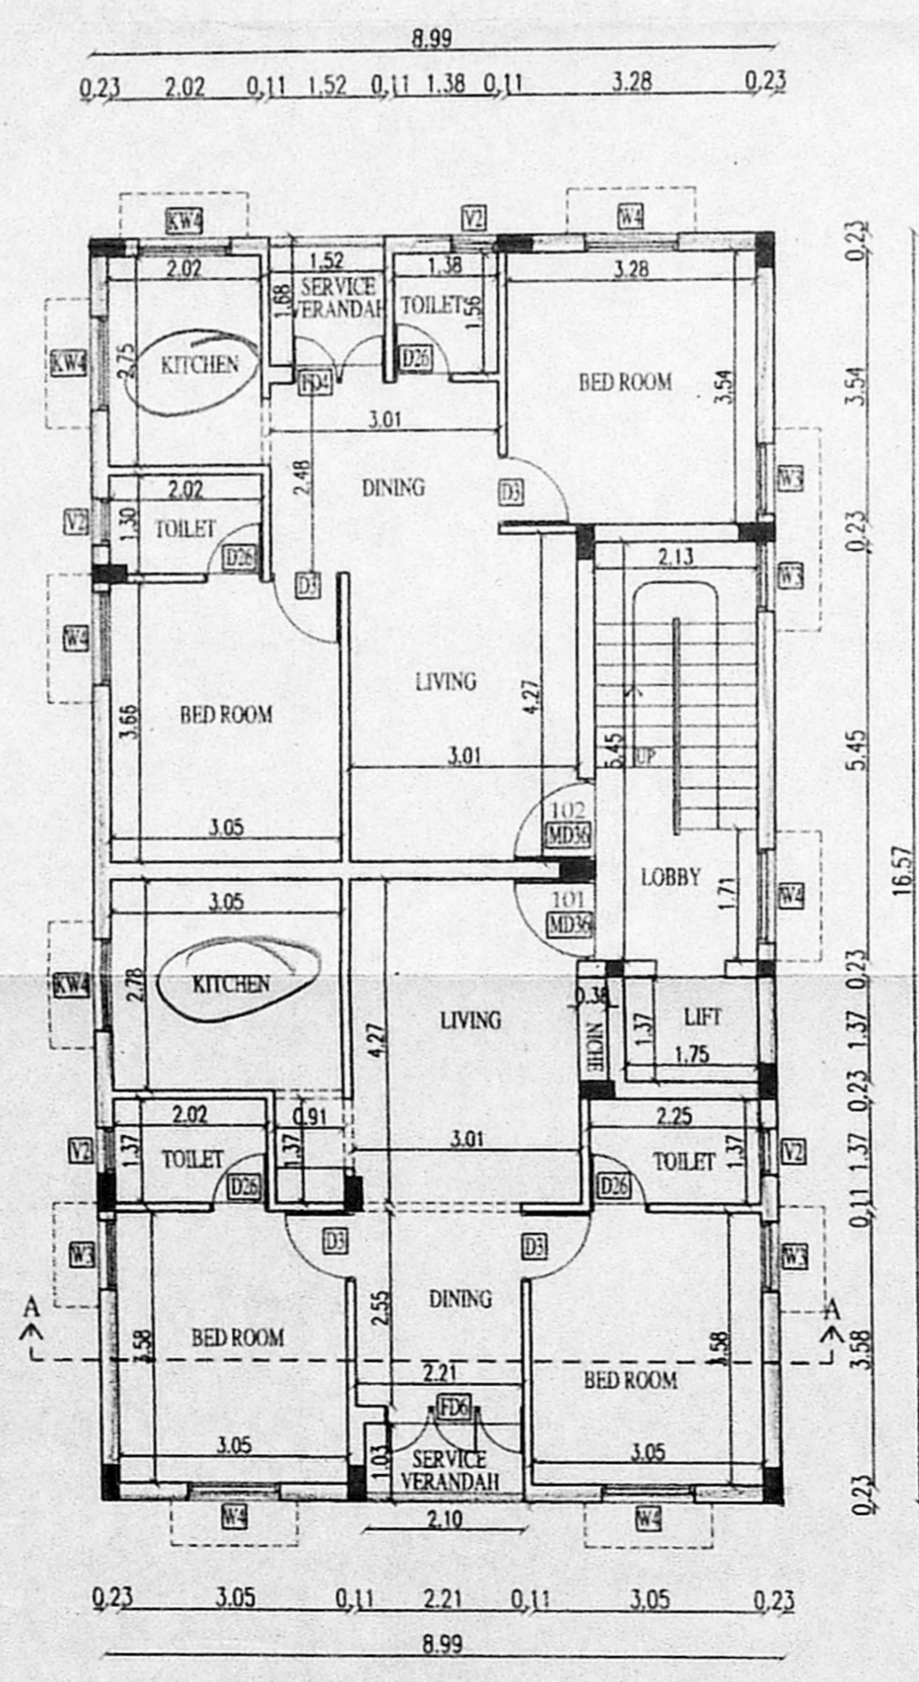 8.99
0,23 2.02 0,11 1,52 0,11 1.38 0,11 3.28 0,23
KW4 V2 W4
2.02 1.52 1.38 3.28
0,23
1.68
SERVICE
VERANDAH
TOILET
1.56
KW4
2.75
KITCHEN
FD4
D26
BED ROOM
3.54
3.54
3.01
2.48
DINING
D3
W3
2.02
V2
1.30
TOILET
D26
0,23
2.13
W3
D3
W4
3.66
BED ROOM
LIVING
4.27
5.45
UP
5.45
3.01
3.05
102
MD36
LOBBY
1.71
W4
16.57
101
MD36
3.05
KW4
2.78
KITCHEN
LIVING
4.27
0.38
NICHE
1.37
LIFT
1.75
0,23
1.37
0,23
2.02
0.91
3.01
2.25
V2
1.37
TOILET
D26
1.37
D26
TOILET
1.37
V2
1.37
0,11
W3
D3
D3
W3
A
BED ROOM
3.58
DINING
2.55
2.21
BED ROOM
3.58
A
3.58
FD6
3.05
1.03
SERVICE
VERANDAH
3.05
0,23
W4
2.10
W4
0,23 3.05 0,11 2.21 0,11 3.05 0,23
8.99